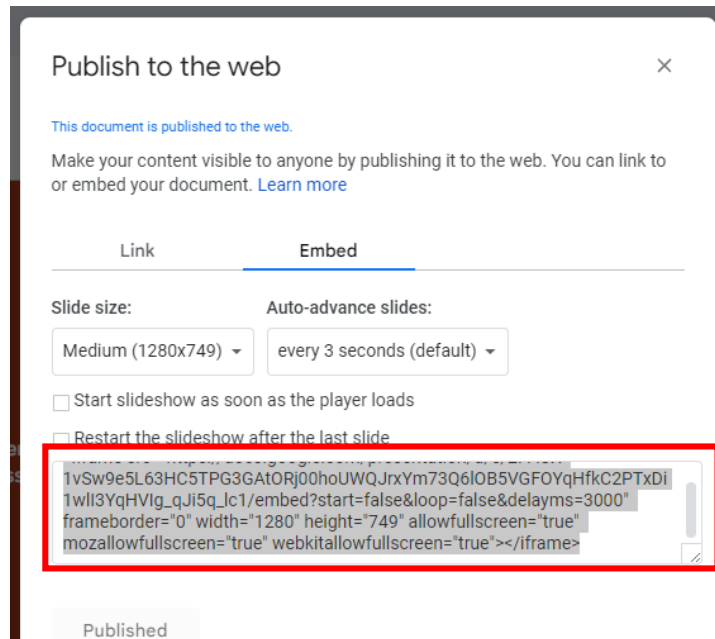 Publish to the web
This document is published to the web.
Make your content visible to anyone by publishing it to the web. You can link to
or embed your document. Learn more
Link Embed
Slide size: Auto-advance slides:
Medium (1280x749) every 3 seconds (default)
Start slideshow as soon as the player loads
Restart the slideshow after the last slide
1vSw9e5L63HC5TPG3GAtORj00hoUWQJrxYm73Q6lOB5VGFOYqHfkC2PTxDi
1wlI3YqHVIg_qJi5q_lc1/embed?start=false&loop=false&delayms=3000"
frameborder="0" width="1280" height="749" allowfullscreen="true"
mozallowfullscreen="true" webkitallowfullscreen="true"></iframe>
Published